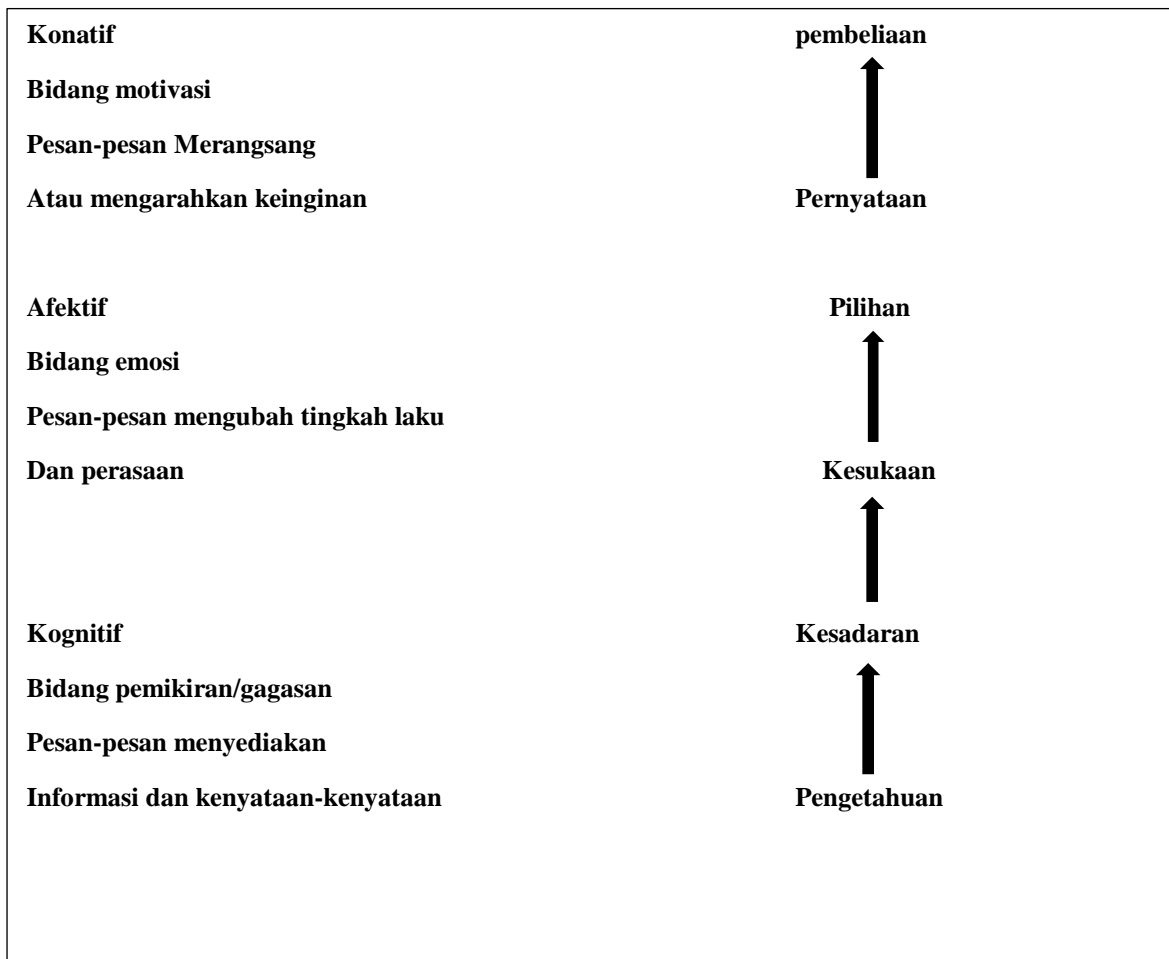 Konatif pembeliaan
Bidang motivasi
Pesan-pesan Merangsang
Atau mengarahkan keinginan Pernyataan
Afektif Pilihan
Bidang emosi
Pesan-pesan mengubah tingkah laku
Dan perasaan Kesukaan
Kognitif Kesadaran
Bidang pemikiran/gagasan
Pesan-pesan menyediakan
Informasi dan kenyataan-kenyataan Pengetahuan